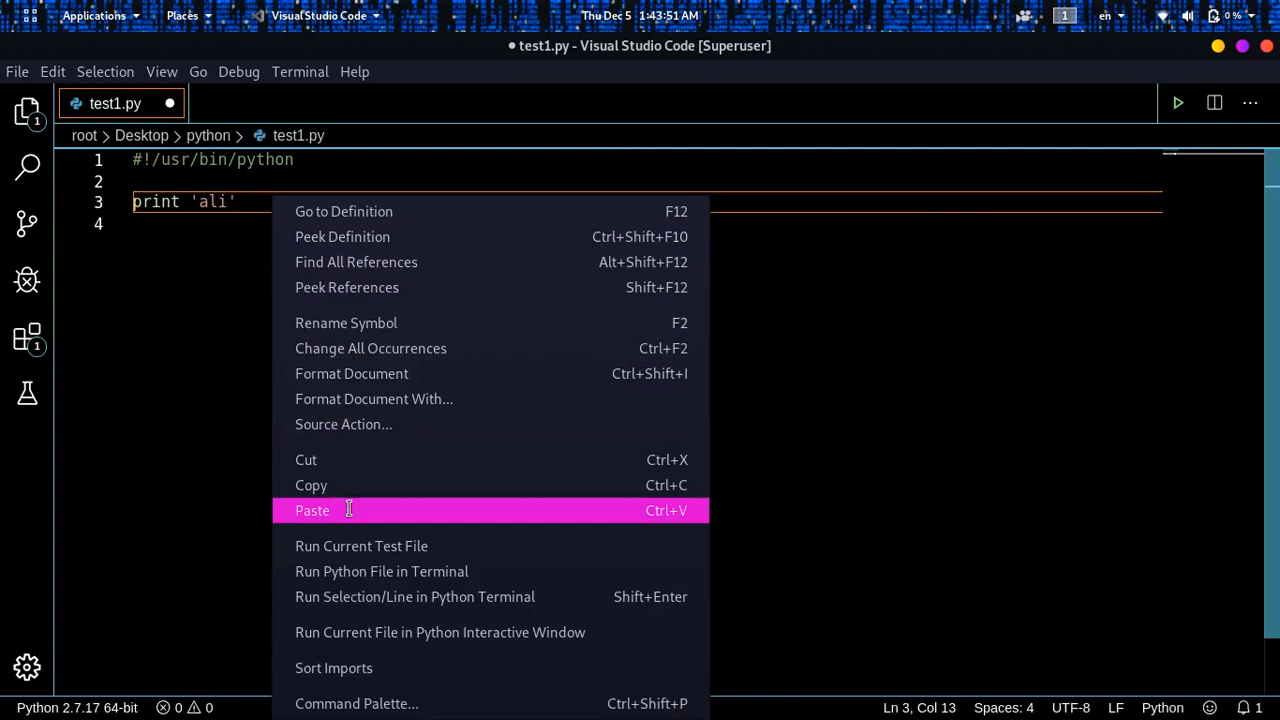 Applications Places Visual Studio Code Thu Dec 5 1:43:51 AM 1 en 0 %
● test1.py - Visual Studio Code [Superuser]
File Edit Selection View Go Debug Terminal Help
test1.py ●
root > Desktop > python > test1.py
1 #!/usr/bin/python
2
3 print 'ali'
4
Go to Definition F12
Peek Definition Ctrl+Shift+F10
Find All References Alt+Shift+F12
Peek References Shift+F12
Rename Symbol F2
Change All Occurrences Ctrl+F2
Format Document Ctrl+Shift+I
Format Document With...
Source Action...
Cut Ctrl+X
Copy Ctrl+C
Paste Ctrl+V
Run Current Test File
Run Python File in Terminal
Run Selection/Line in Python Terminal Shift+Enter
Run Current File in Python Interactive Window
Sort Imports
Command Palette... Ctrl+Shift+P
1
1
Python 2.7.17 64-bit 0 0 Ln 3, Col 13 Spaces: 4 UTF-8 LF Python 1